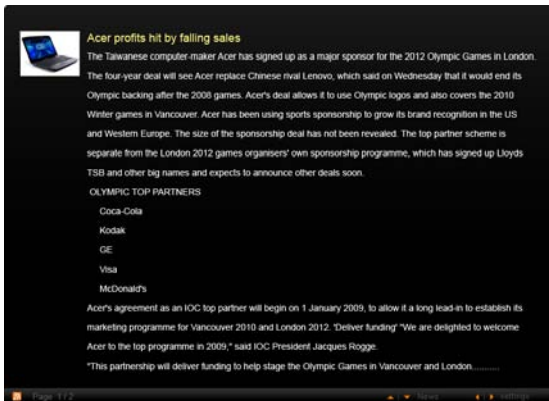 Acer profits hit by falling sales
The Taiwanese computer-maker Acer has signed up as a major sponsor for the 2012 Olympic Games in London.
The four-year deal will see Acer replace Chinese rival Lenovo, which said on Wednesday that it would end its
Olympic backing after the 2008 games. Acer's deal allows it to use Olympic logos and also covers the 2010
Winter games in Vancouver. Acer has been using sports sponsorship to grow its brand recognition in the US
and Western Europe. The size of the sponsorship deal has not been revealed. The top partner scheme is
separate from the London 2012 games organisers' own sponsorship programme, which has signed up Lloyds
TSB and other big names and expects to announce other deals soon.
OLYMPIC TOP PARTNERS
Coca-Cola
Kodak
GE
Visa
McDonald's
Acer's agreement as an IOC top partner will begin on 1 January 2009, to allow it a long lead-in to establish its
marketing programme for Vancouver 2010 and London 2012. 'Deliver funding' "We are delighted to welcome
Acer to the top programme in 2009," said IOC President Jacques Rogge.
"This partnership will deliver funding to help stage the Olympic Games in Vancouver and London...........
Page 1 / 2 News settings